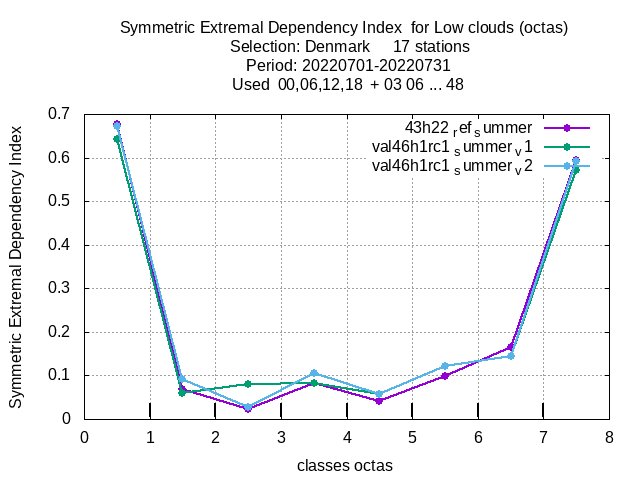 Symmetric Extremal Dependency Index  for Low clouds (octas)
Selection: Denmark     17 stations
Period: 20220701-20220731
Used  00,06,12,18  + 03 06 ... 48
43h22 ref summer
val46h1rc1 summer v1
val46h1rc1 summer v2
Symmetric Extremal Dependency Index
0.7
0.6
0.5
0.4
0.3
0.2
0.1
0
0 1 2 3 4 5 6 7 8
classes octas